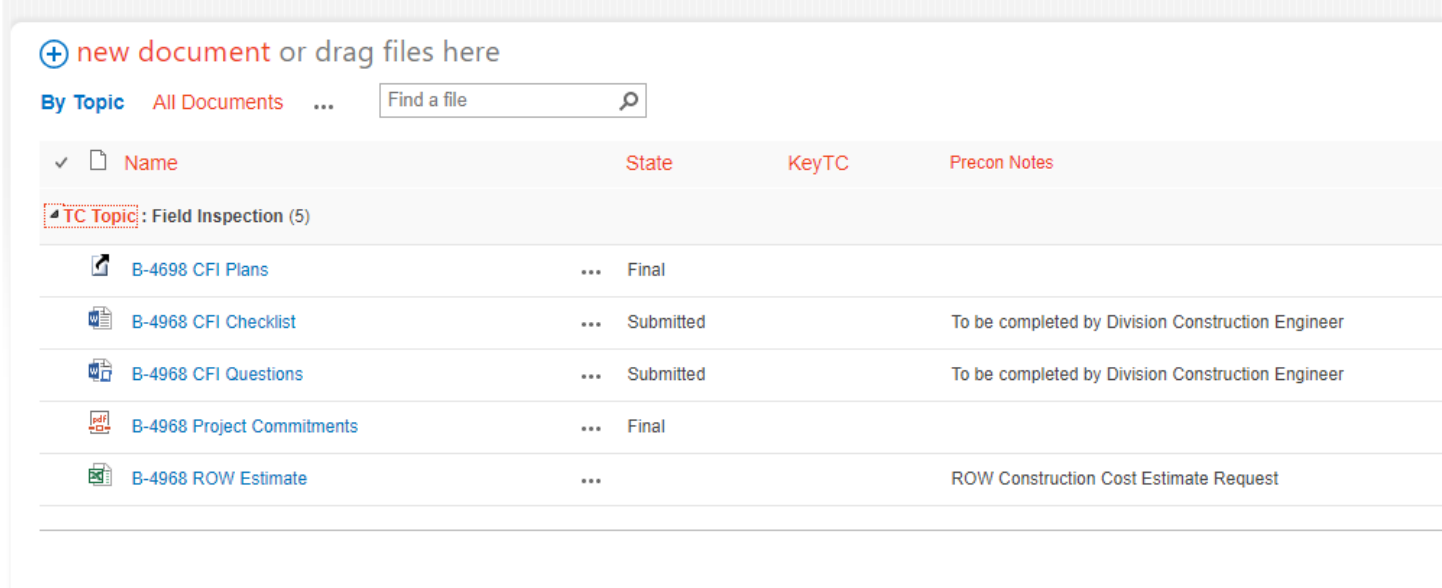 new document or drag files here
By Topic All Documents ... Find a file
Name State KeyTC Precon Notes
TC Topic : Field Inspection (5)
B-4698 CFI Plans ... Final
B-4968 CFI Checklist ... Submitted To be completed by Division Construction Engineer
B-4968 CFI Questions ... Submitted To be completed by Division Construction Engineer
pdf B-4968 Project Commitments ... Final
B-4968 ROW Estimate ... ROW Construction Cost Estimate Request